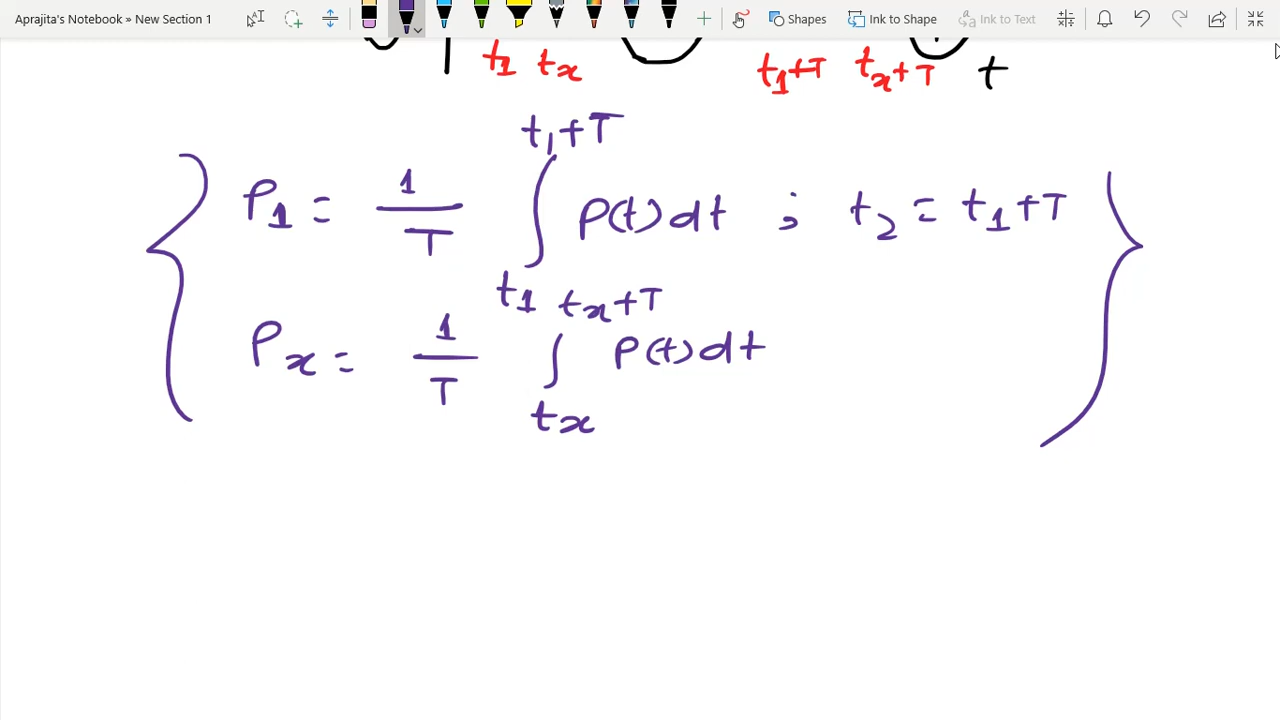 Aprajita's Notebook » New Section 1
Shapes
Ink to Shape
Ink to Text
t1 tx t1+T tx+T t
t1+T
P1 = 1/T ∫ P(t) dt ; t2 = t1+T
t1
tx+T
Px = 1/T ∫ P(t) dt
tx